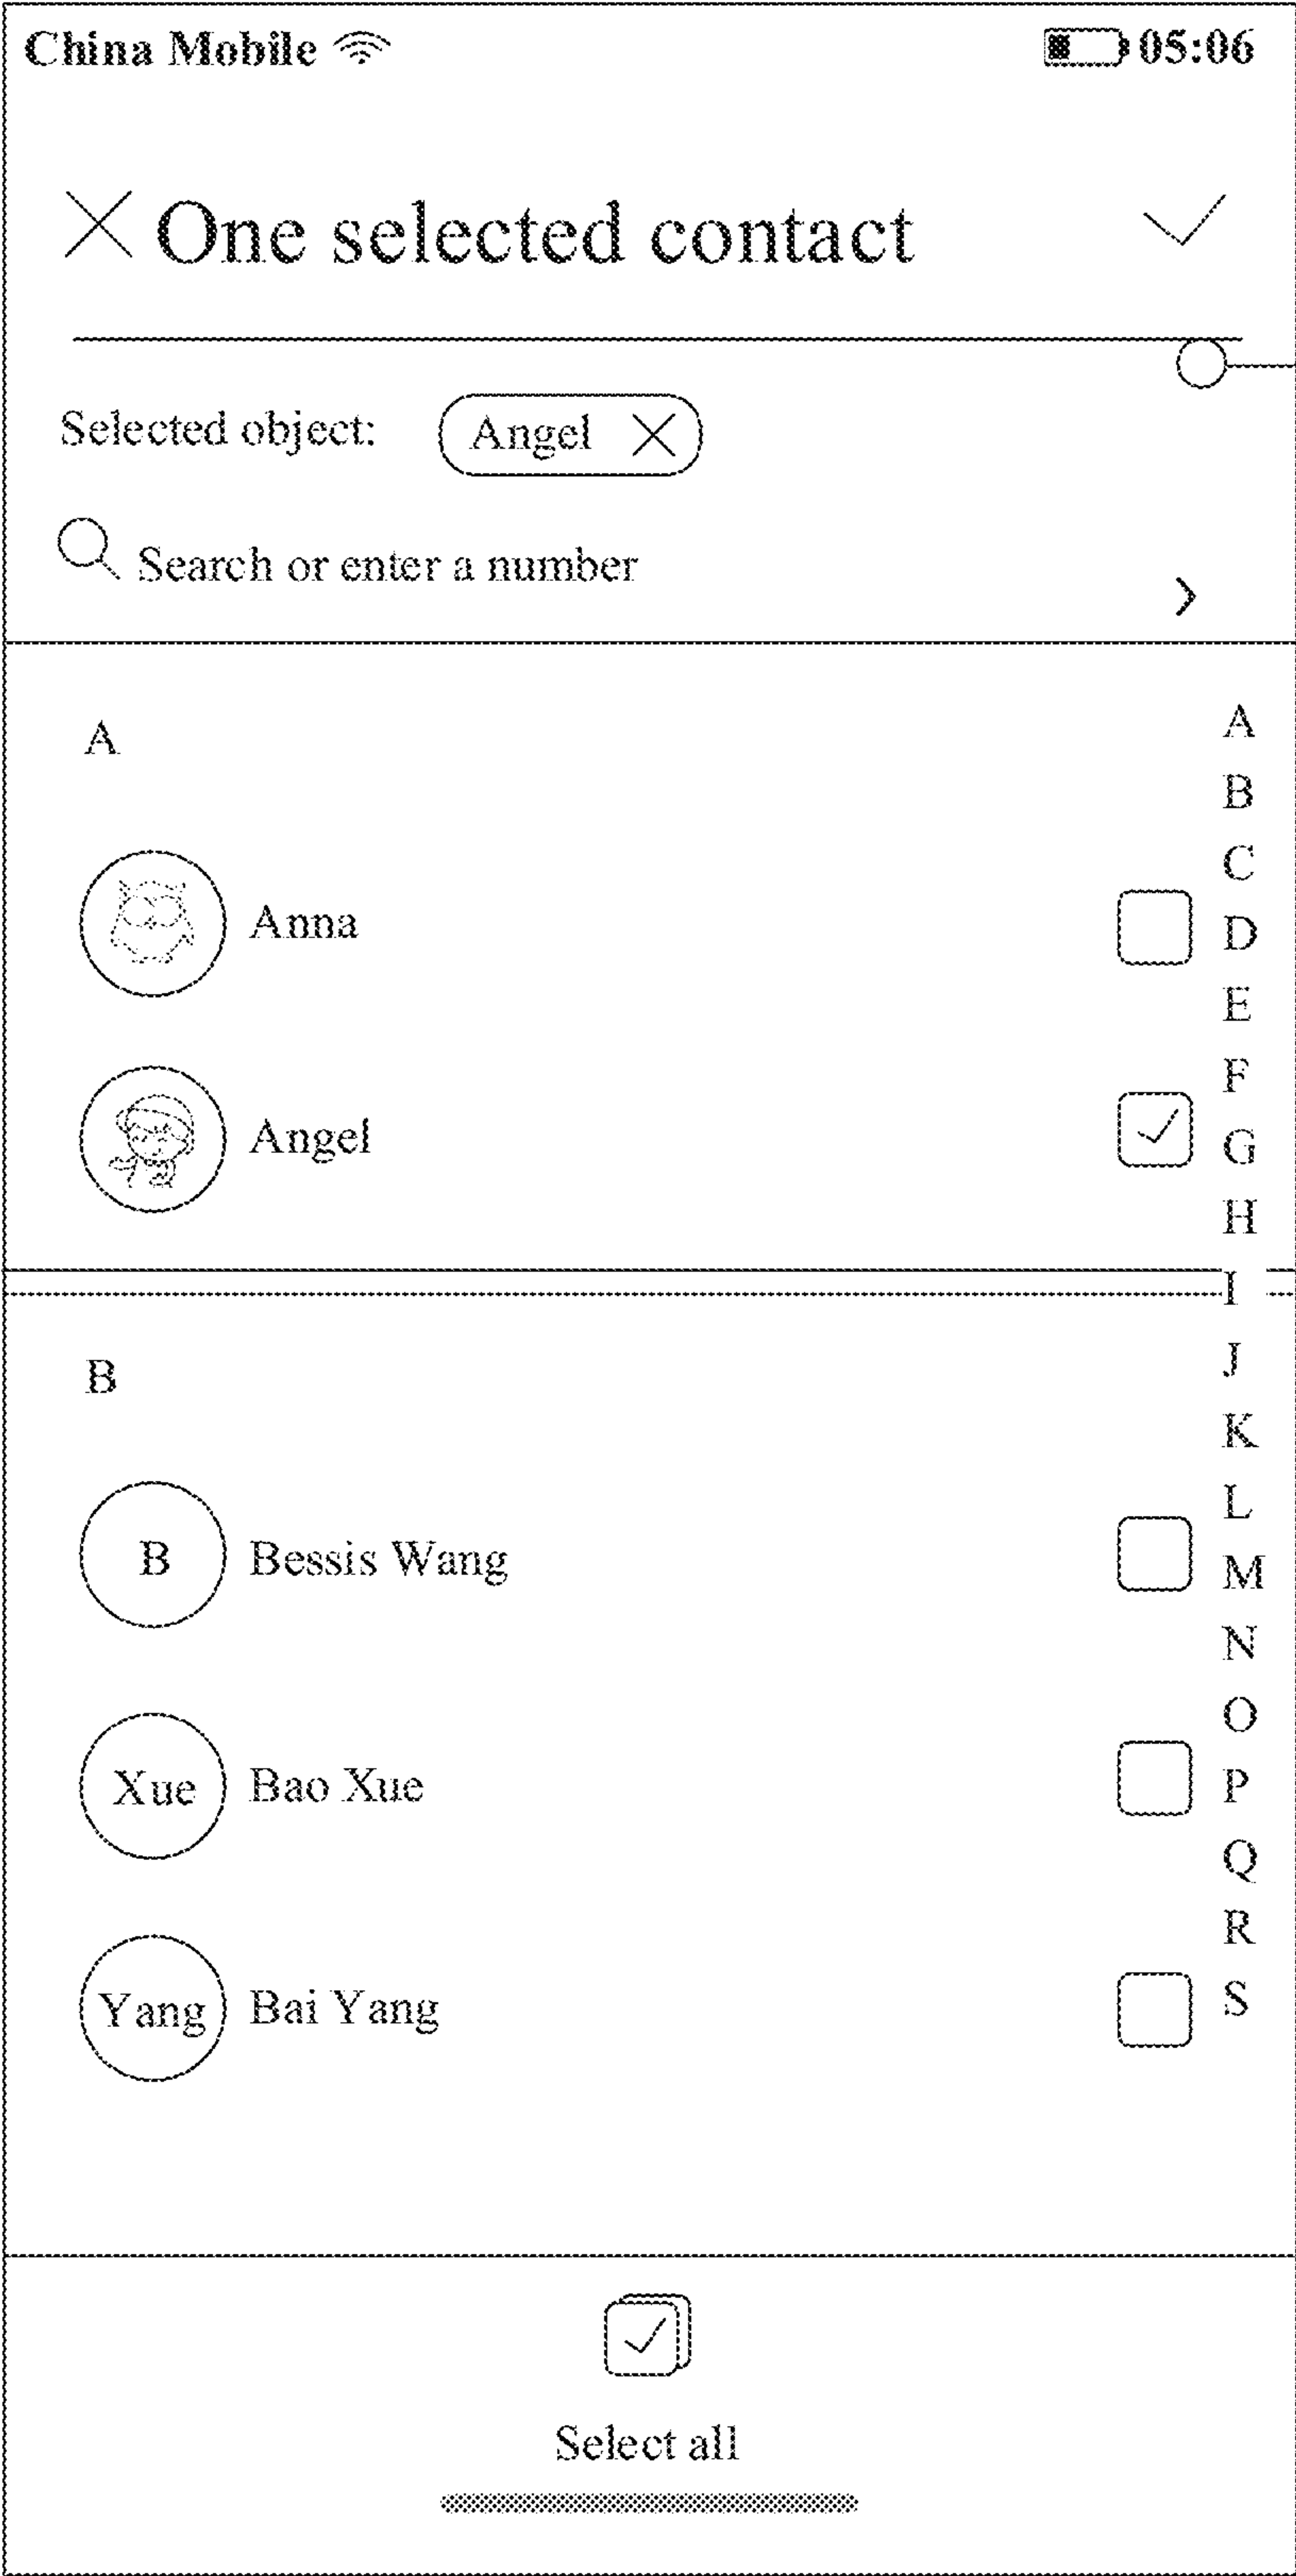 China Mobile 05:06
One selected contact
Selected object: Angel
Search or enter a number
A
Anna
Angel
B
B Bessis Wang
Xue Bao Xue
Yang Bai Yang
A
B
C
D
E
F
G
H
I
J
K
L
M
N
O
P
Q
R
S
Select all